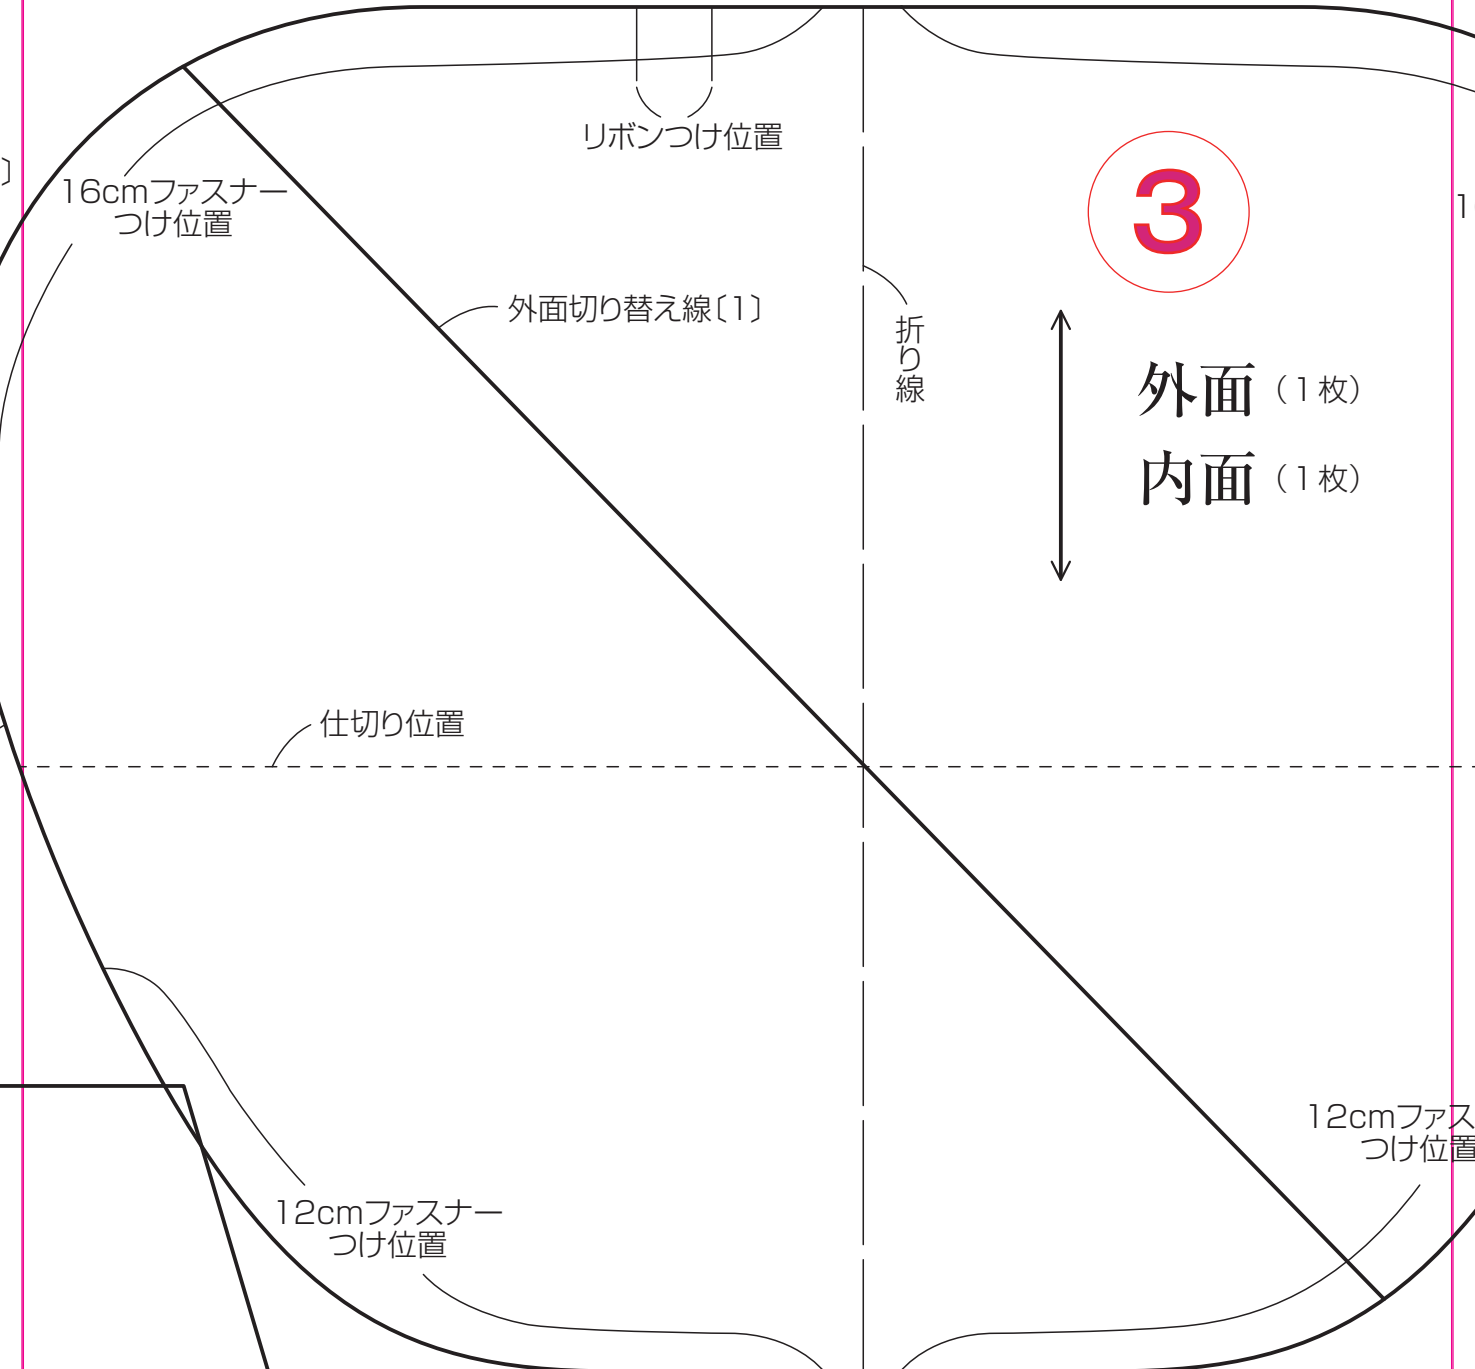 リボンつけ位置
③
〕
16cmファスナー
つけ位置
外面切り替え線〔1〕
折り線
外面（1枚）
内面（1枚）
仕切り位置
12cmファス
つけ位置
12cmファスナー
つけ位置